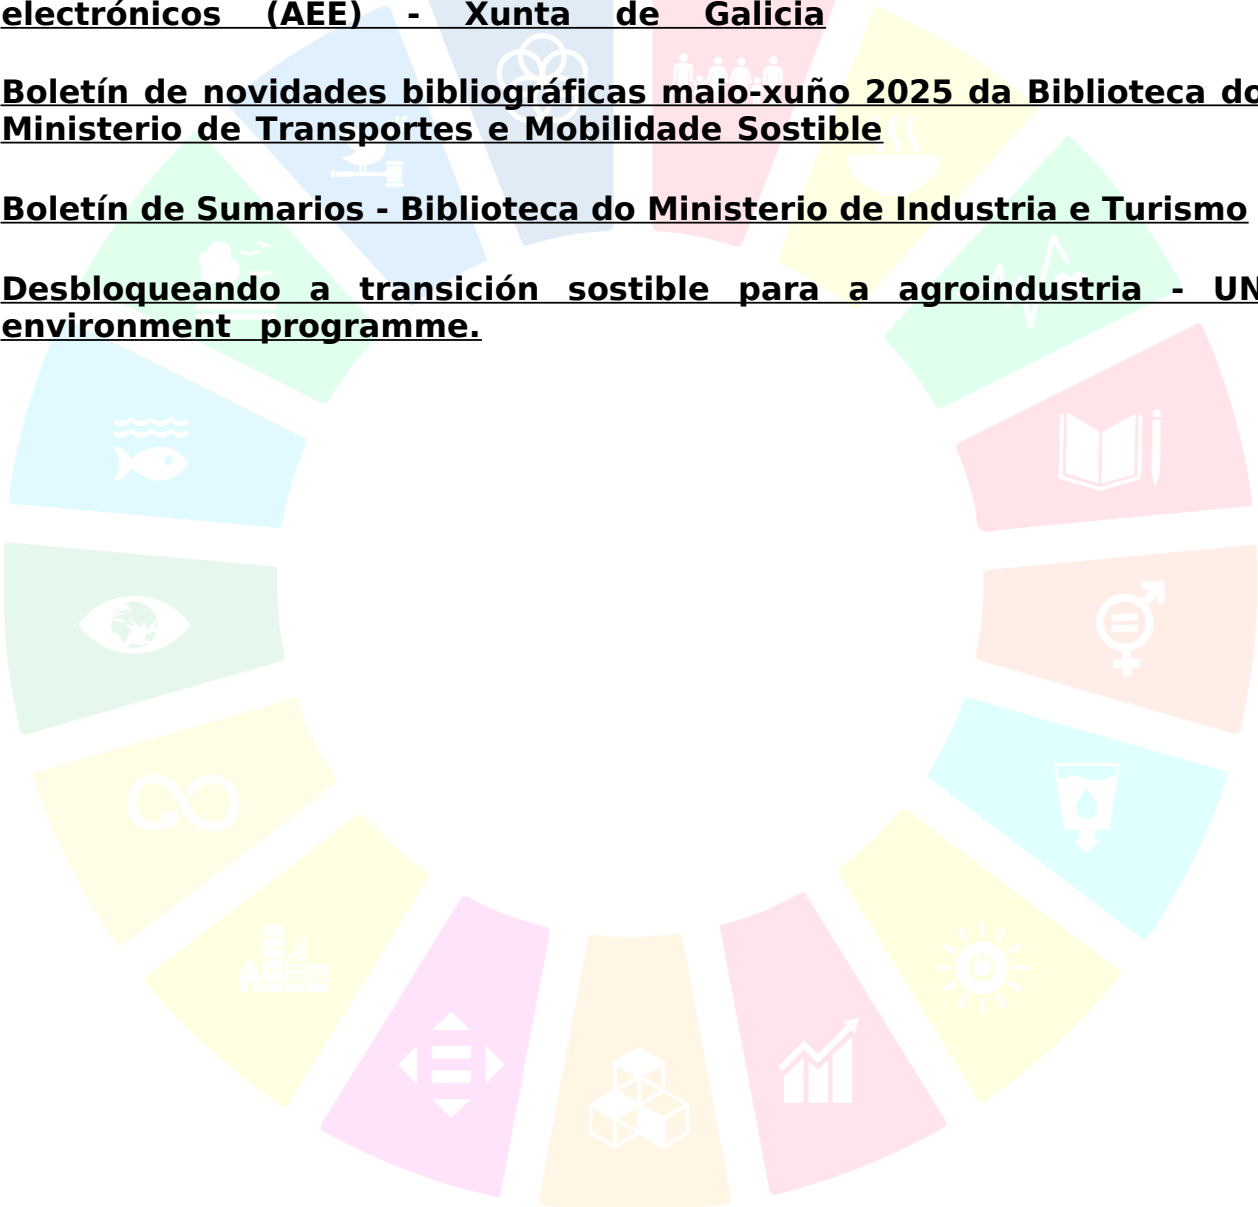 electrónicos (AEE) - Xunta de Galicia
Boletín de novidades bibliográficas maio-xuño 2025 da Biblioteca do
Ministerio de Transportes e Mobilidade Sostible
Boletín de Sumarios - Biblioteca do Ministerio de Industria e Turismo
Desbloqueando a transición sostible para a agroindustria - UN
environment programme.